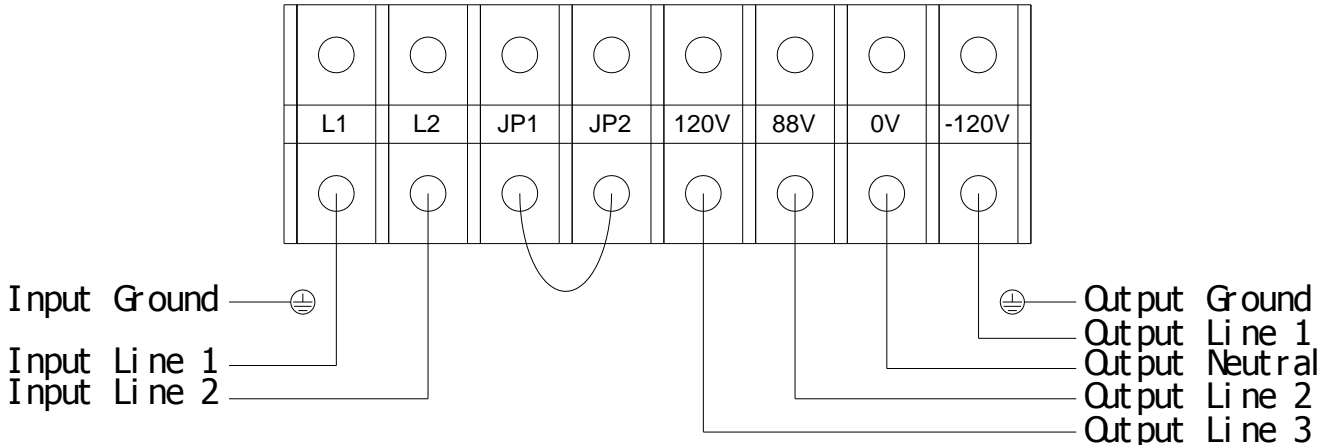 L1 L2 JP1 JP2 120V 88V 0V -120V
Input Ground
Input Line 1
Input Line 2
Output Ground
Output Line 1
Output Neutral
Output Line 2
Output Line 3